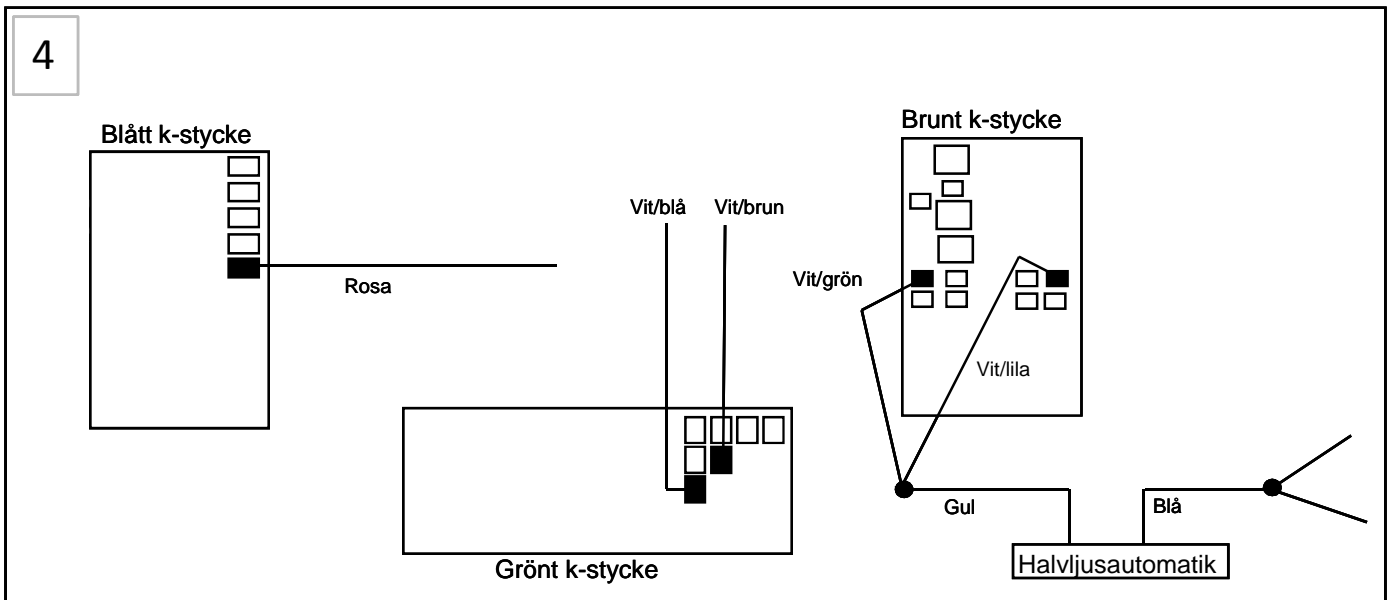 4
Blått k-stycke
Brunt k-stycke
Vit/blå
Vit/brun
Vit/grön
Rosa
Vit/lila
Gul
Blå
Halvljusautomatik
Grönt k-stycke